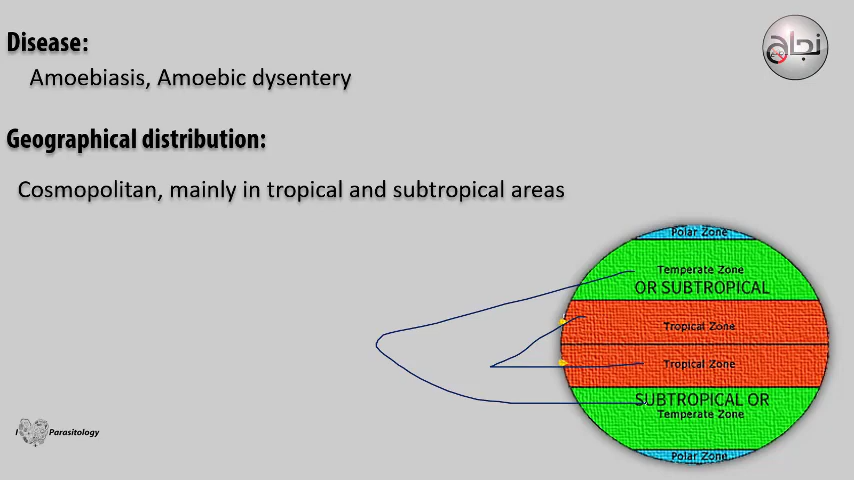 Disease:
Amoebiasis, Amoebic dysentery
Geographical distribution:
Cosmopolitan, mainly in tropical and subtropical areas
نجاح
Polar Zone
Temperate Zone
OR SUBTROPICAL
Tropical Zone
Tropical Zone
SUBTROPICAL OR
Temperate Zone
Polar Zone
I Parasitology